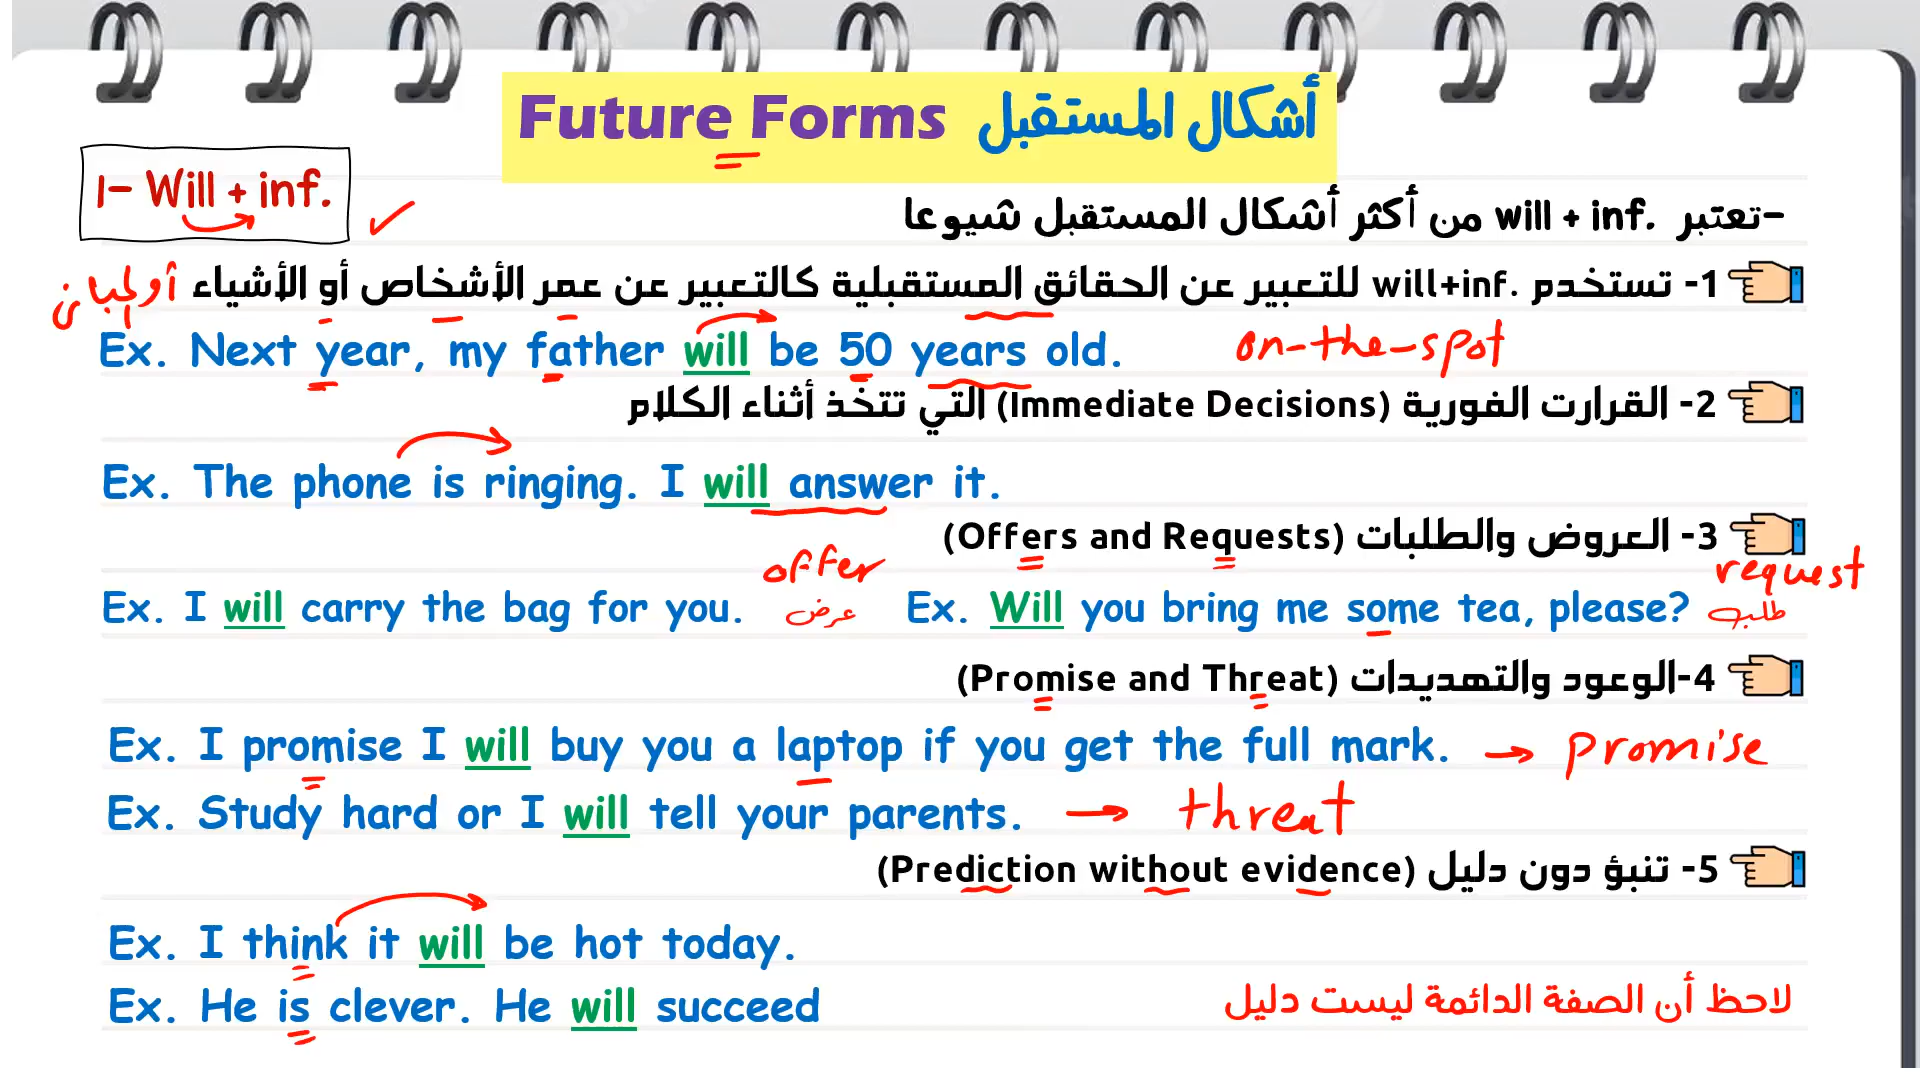 Future Forms أشكال المستقبل
1- Will + inf.
-تعتبر will + inf. من أكثر أشكال المستقبل شيوعا
1- تستخدم will+inf. للتعبير عن الحقائق المستقبلية كالتعبير عن عمر الأشخاص أو الأشياء
Ex. Next year, my father will be 50 years old. on-the-spot
2- القرارت الفورية (Immediate Decisions) التي تتخذ أثناء الكلام
Ex. The phone is ringing. I will answer it.
3- العروض والطلبات (Offers and Requests)
offer request
Ex. I will carry the bag for you. عرض Ex. Will you bring me some tea, please? طلب
4-الوعود والتهديدات (Promise and Threat)
Ex. I promise I will buy you a laptop if you get the full mark. → promise
Ex. Study hard or I will tell your parents. → threat
5- تنبؤ دون دليل (Prediction without evidence)
Ex. I think it will be hot today.
Ex. He is clever. He will succeed لاحظ أن الصفة الدائمة ليست دليل